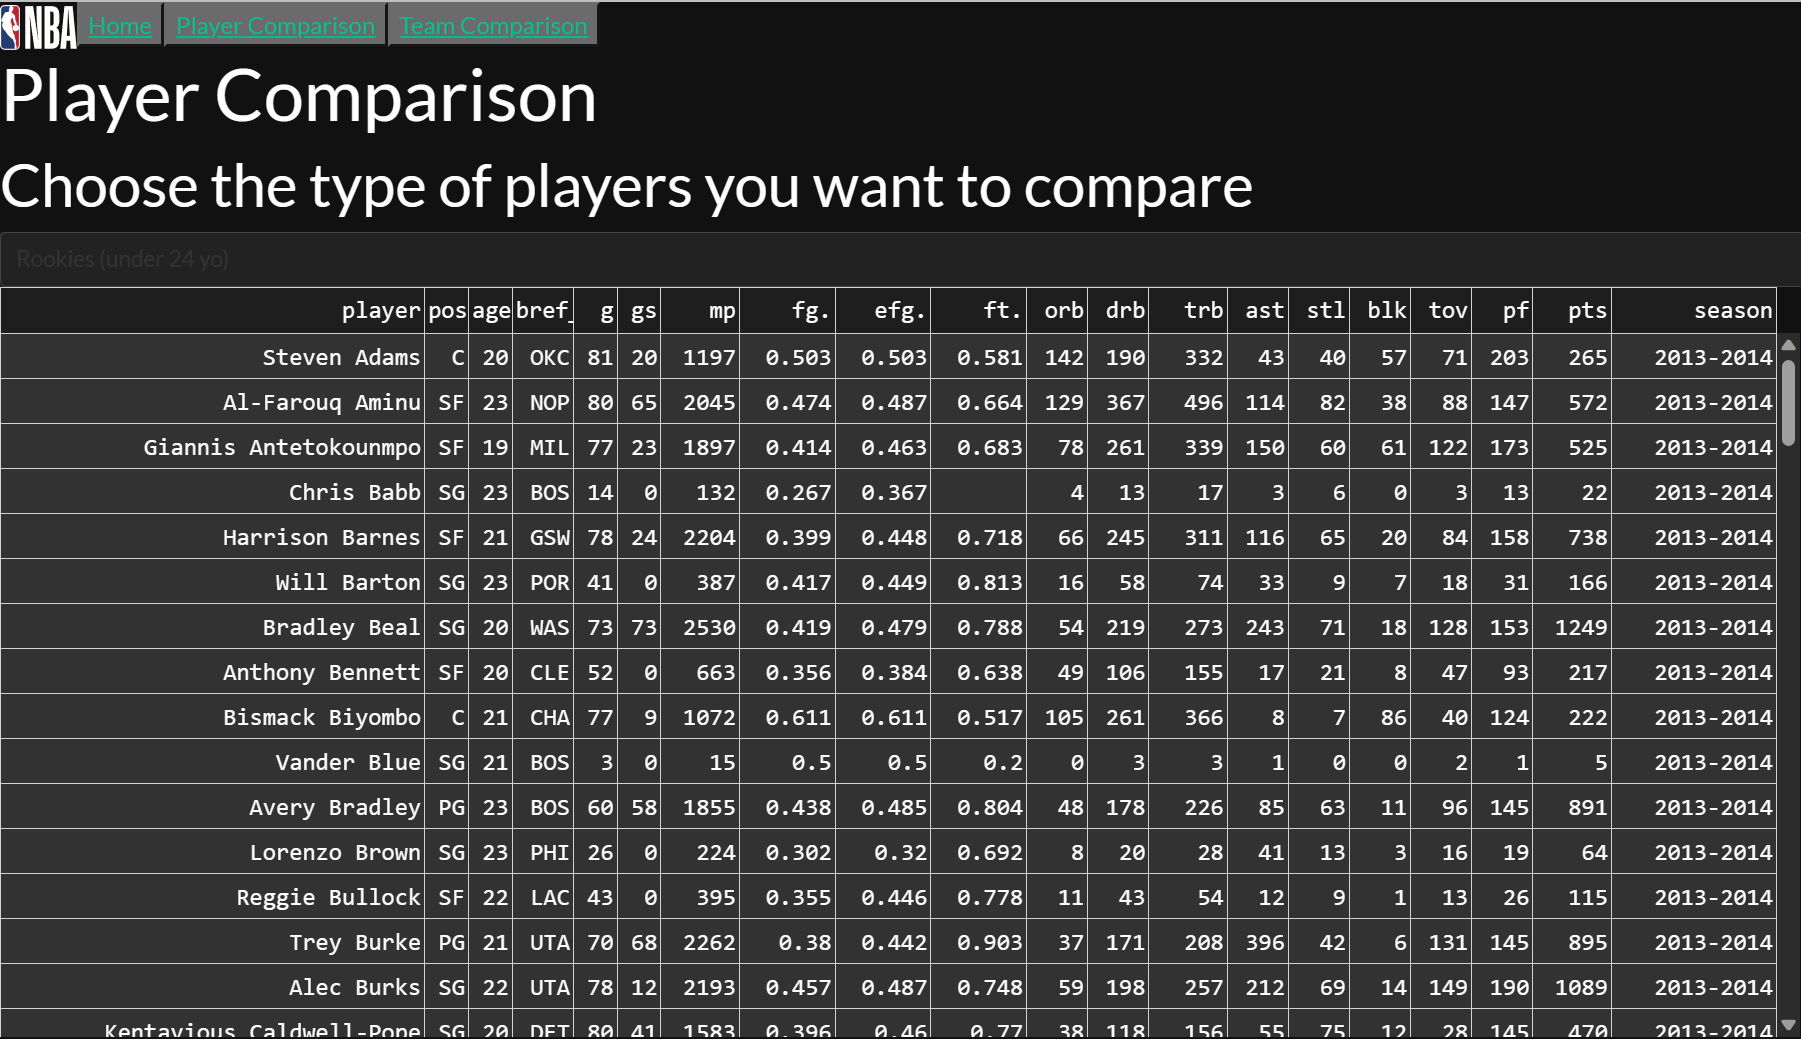 NBA Home Player Comparison Team Comparison
Player Comparison
Choose the type of players you want to compare
Rookies (under 24 yo)
player pos age bref_ g gs mp fg. efg. ft. orb drb trb ast stl blk tov pf pts season
Steven Adams C 20 OKC 81 20 1197 0.503 0.503 0.581 142 190 332 43 40 57 71 203 265 2013-2014
Al-Farouq Aminu SF 23 NOP 80 65 2045 0.474 0.487 0.664 129 367 496 114 82 38 88 147 572 2013-2014
Giannis Antetokounmpo SF 19 MIL 77 23 1897 0.414 0.463 0.683 78 261 339 150 60 61 122 173 525 2013-2014
Chris Babb SG 23 BOS 14 0 132 0.267 0.367 4 13 17 3 6 0 3 13 22 2013-2014
Harrison Barnes SF 21 GSW 78 24 2204 0.399 0.448 0.718 66 245 311 116 65 20 84 158 738 2013-2014
Will Barton SG 23 POR 41 0 387 0.417 0.449 0.813 16 58 74 33 9 7 18 31 166 2013-2014
Bradley Beal SG 20 WAS 73 73 2530 0.419 0.479 0.788 54 219 273 243 71 18 128 153 1249 2013-2014
Anthony Bennett SF 20 CLE 52 0 663 0.356 0.384 0.638 49 106 155 17 21 8 47 93 217 2013-2014
Bismack Biyombo C 21 CHA 77 9 1072 0.611 0.611 0.517 105 261 366 8 7 86 40 124 222 2013-2014
Vander Blue SG 21 BOS 3 0 15 0.5 0.5 0.2 0 3 3 1 0 0 2 1 5 2013-2014
Avery Bradley PG 23 BOS 60 58 1855 0.438 0.485 0.804 48 178 226 85 63 11 96 145 891 2013-2014
Lorenzo Brown SG 23 PHI 26 0 224 0.302 0.32 0.692 8 20 28 41 13 3 16 19 64 2013-2014
Reggie Bullock SF 22 LAC 43 0 395 0.355 0.446 0.778 11 43 54 12 9 1 13 26 115 2013-2014
Trey Burke PG 21 UTA 70 68 2262 0.38 0.442 0.903 37 171 208 396 42 6 131 145 895 2013-2014
Alec Burks SG 22 UTA 78 12 2193 0.457 0.487 0.748 59 198 257 212 69 14 149 190 1089 2013-2014
Kentavious Caldwell-Pope SG 20 DET 80 41 1583 0.396 0.46 0.77 38 118 156 55 75 12 28 145 470 2013-2014